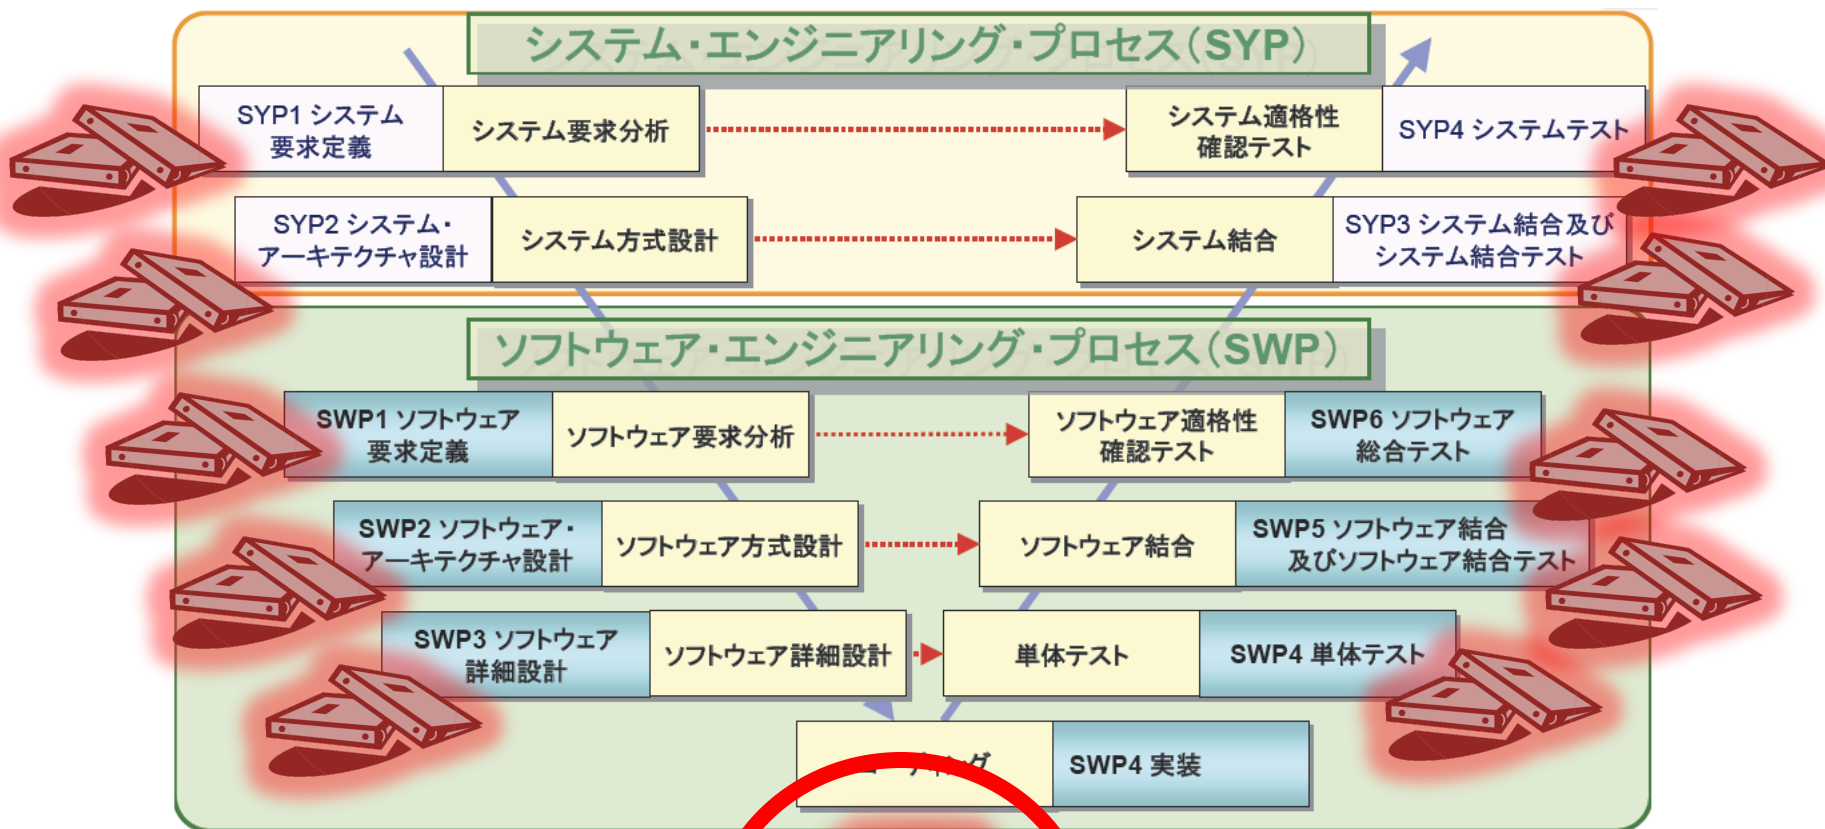 システム・エンジニアリング・プロセス（SYP）
SYP1 システム
要求定義
システム要求分析
システム適格性
確認テスト
SYP4 システムテスト
SYP2 システム・
アーキテクチャ設計
システム方式設計
システム結合
SYP3 システム結合及び
システム結合テスト
ソフトウェア・エンジニアリング・プロセス（SWP）
SWP1 ソフトウェア
要求定義
ソフトウェア要求分析
ソフトウェア適格性
確認テスト
SWP6 ソフトウェア
総合テスト
SWP2 ソフトウェア・
アーキテクチャ設計
ソフトウェア方式設計
ソフトウェア結合
SWP5 ソフトウェア結合
及びソフトウェア結合テスト
SWP3 ソフトウェア
詳細設計
ソフトウェア詳細設計
単体テスト
SWP4 単体テスト
SWP4 実装